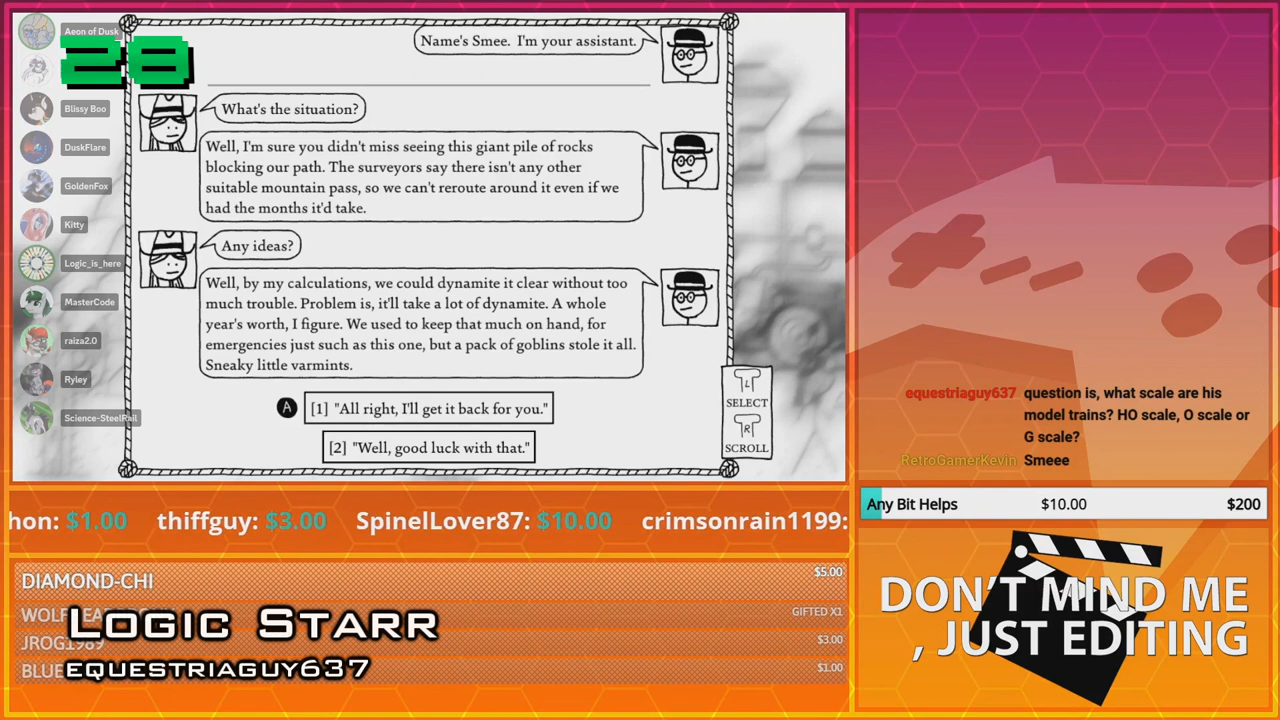 Aeon of Dusk
28
Blissy Boo
DuskFlare
GoldenFox
Kitty
Logic_is_here
MasterCode
raiza2.0
Ryley
Science-SteelRail
Name's Smee. I'm your assistant.
What's the situation?
Well, I'm sure you didn't miss seeing this giant pile of rocks
blocking our path. The surveyors say there isn't any other
suitable mountain pass, so we can't reroute around it even if we
had the months it'd take.
Any ideas?
Well, by my calculations, we could dynamite it clear without too
much trouble. Problem is, it'll take a lot of dynamite. A whole
year's worth, I figure. We used to keep that much on hand, for
emergencies just such as this one, but a pack of goblins stole it all.
Sneaky little varmints.
A [1] "All right, I'll get it back for you."
[2] "Well, good luck with that."
L
SELECT
R
SCROLL
equestriaguy637 question is, what scale are his
model trains? HO scale, O scale or
G scale?
RetroGamerKevin Smeee
Any Bit Helps $10.00 $200
hon: $1.00 thiffguy: $3.00 SpinelLover87: $10.00 crimsonrain1199:
DIAMOND-CHI $5.00
GIFTED X1
JROG1989 $3.00
BLUE $1.00
Logic Starr
equestriaguy637
DON'T MIND ME
, JUST EDITING